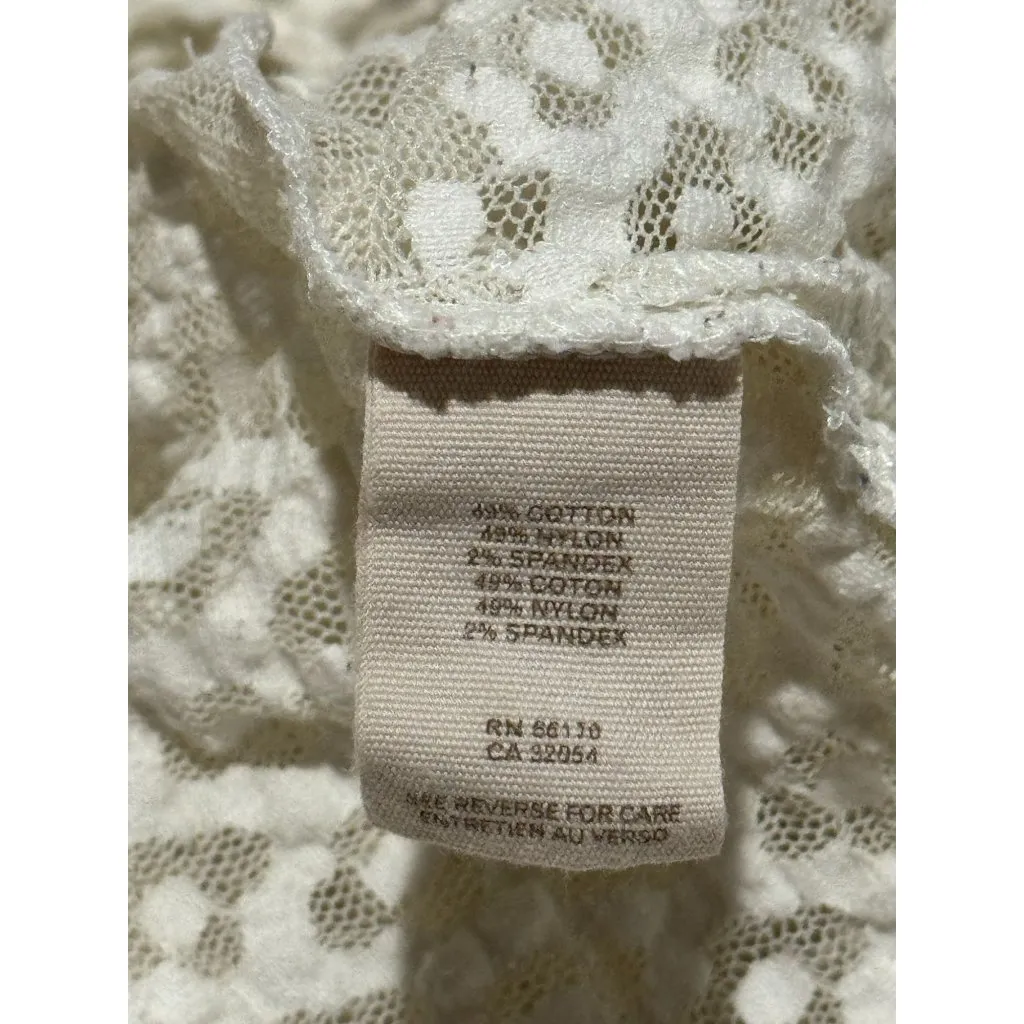 49% COTTON
49% NYLON
2% SPANDEX
49% COTON
49% NYLON
2% SPANDEX
RN 66170
CA 32054
SEE REVERSE FOR CARE
ENTRETIEN AU VERSO